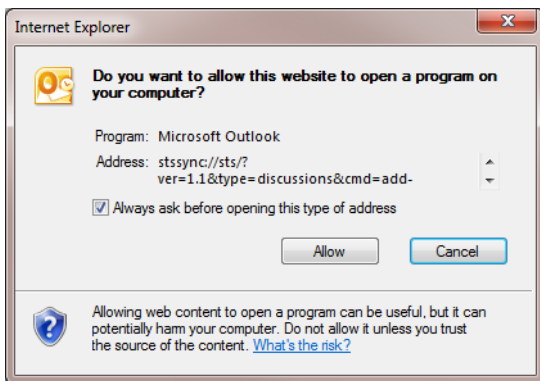 Internet Explorer
Do you want to allow this website to open a program on
your computer?
Program: Microsoft Outlook
Address: stssync://sts/?
ver=1.1&type=discussions&cmd=add-
Always ask before opening this type of address
Allow Cancel
Allowing web content to open a program can be useful, but it can
potentially harm your computer. Do not allow it unless you trust
the source of the content. What's the risk?